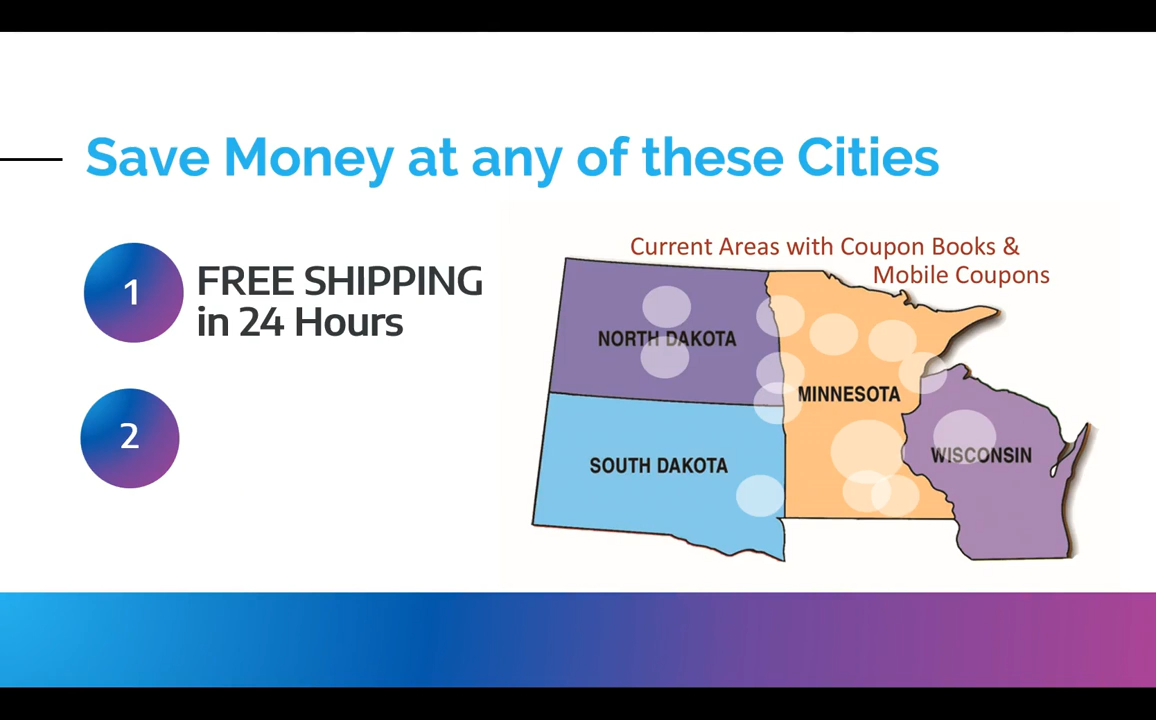 Save Money at any of these Cities
1
FREE SHIPPING
in 24 Hours
2
Current Areas with Coupon Books &
Mobile Coupons
NORTH DAKOTA
MINNESOTA
SOUTH DAKOTA
WISCONSIN